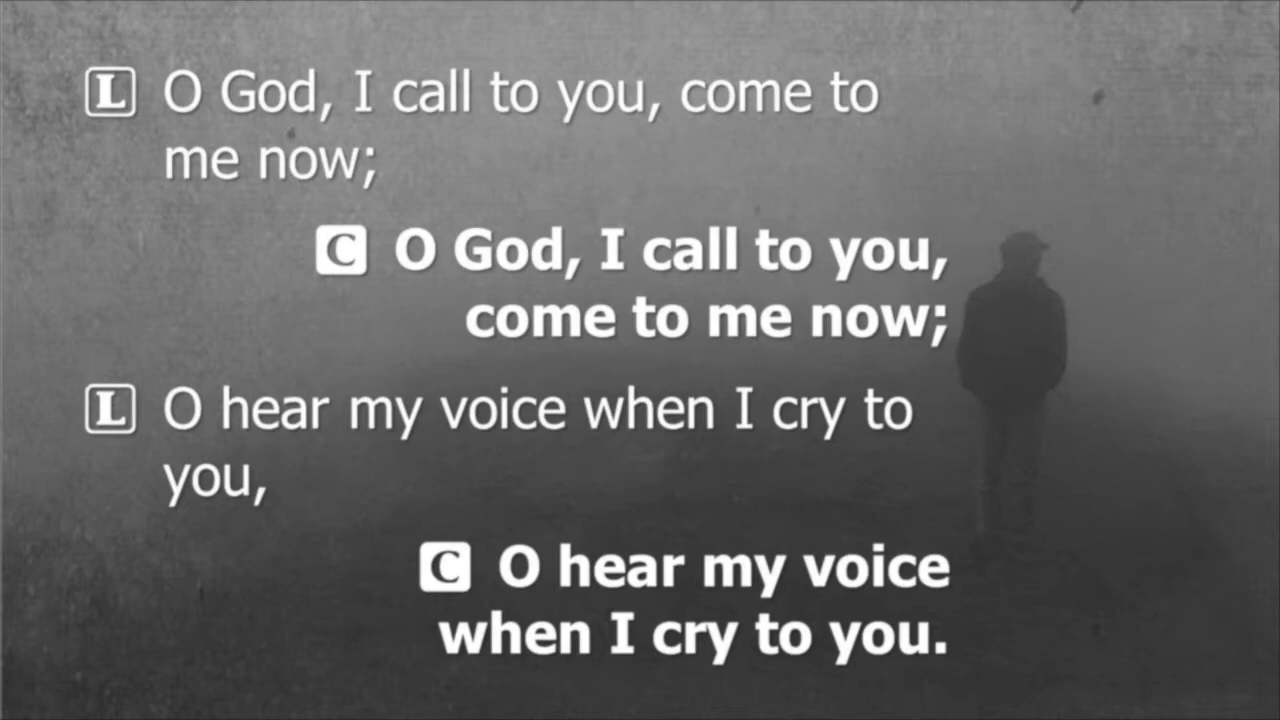 L O God, I call to you, come to
me now;
C O God, I call to you,
come to me now;
L O hear my voice when I cry to
you,
C O hear my voice
when I cry to you.